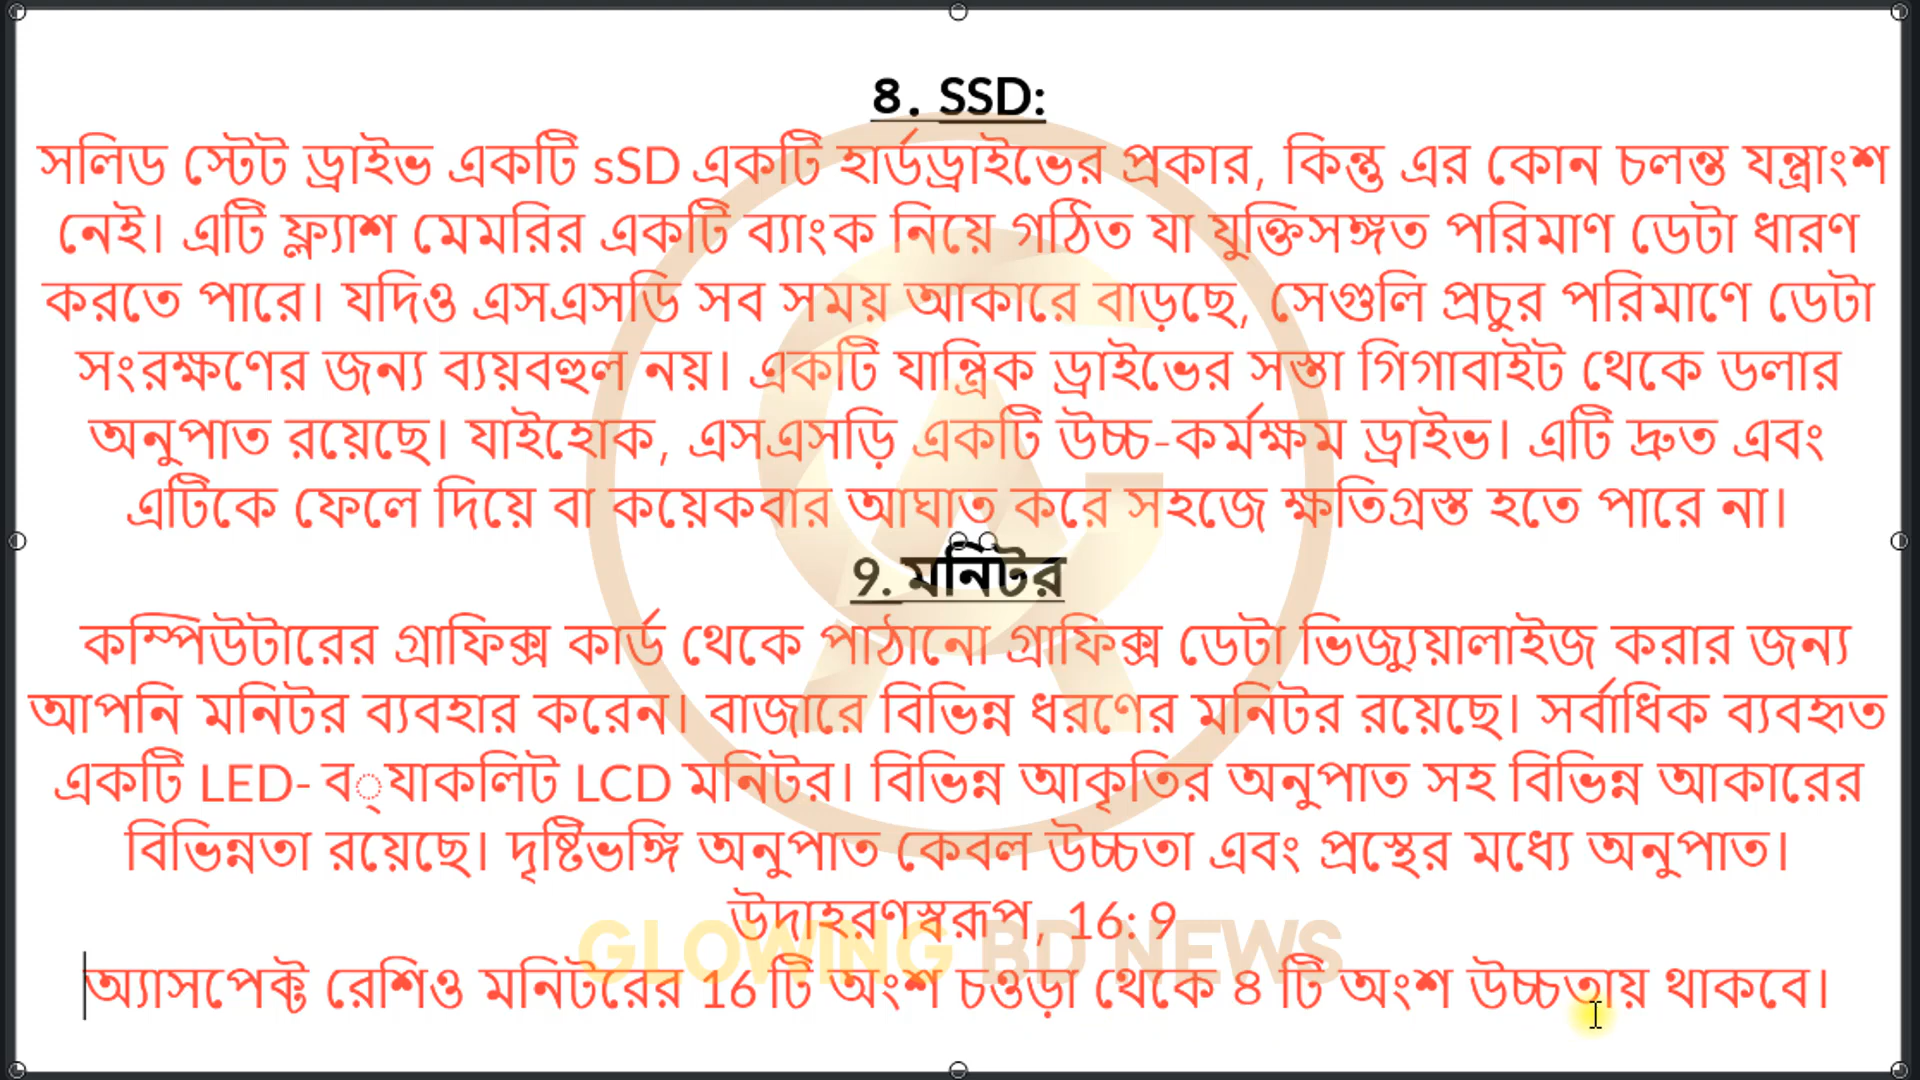 8. SSD:
সলিড স্টেট ড্রাইভ একটি sSD একটি হার্ডড্রাইভের প্রকার, কিন্তু এর কোন চলন্ত যন্ত্রাংশ
নেই। এটি ফ্ল্যাশ মেমরির একটি ব্যাংক নিয়ে গঠিত যা যুক্তিসঙ্গত পরিমাণ ডেটা ধারণ
করতে পারে। যদিও এসএসডি সব সময় আকারে বাড়ছে, সেগুলি প্রচুর পরিমাণে ডেটা
সংরক্ষণের জন্য ব্যয়বহুল নয়। একটি যান্ত্রিক ড্রাইভের সস্তা গিগাবাইট থেকে ডলার
অনুপাত রয়েছে। যাইহোক, এসএসড়ি একটি উচ্চ-কর্মক্ষম ড্রাইভ। এটি দ্রুত এবং
এটিকে ফেলে দিয়ে বা কয়েকবার আঘাত করে সহজে ক্ষতিগ্রস্ত হতে পারে না।
9. মনিটর
কম্পিউটারের গ্রাফিক্স কার্ড থেকে পাঠানো গ্রাফিক্স ডেটা ভিজ্যুয়ালাইজ করার জন্য
আপনি মনিটর ব্যবহার করেন। বাজারে বিভিন্ন ধরণের মনিটর রয়েছে। সর্বাধিক ব্যবহৃত
একটি LED- ব্যাকলিট LCD মনিটর। বিভিন্ন আকৃতির অনুপাত সহ বিভিন্ন আকারের
বিভিন্নতা রয়েছে। দৃষ্টিভঙ্গি অনুপাত কেবল উচ্চতা এবং প্রস্থের মধ্যে অনুপাত।
উদাহরণস্বরূপ, 16: 9
অ্যাসপেক্ট রেশিও মনিটরের 16 টি অংশ চওড়া থেকে ৪ টি অংশ উচ্চতায় থাকবে।
GLOWING BD NEWS